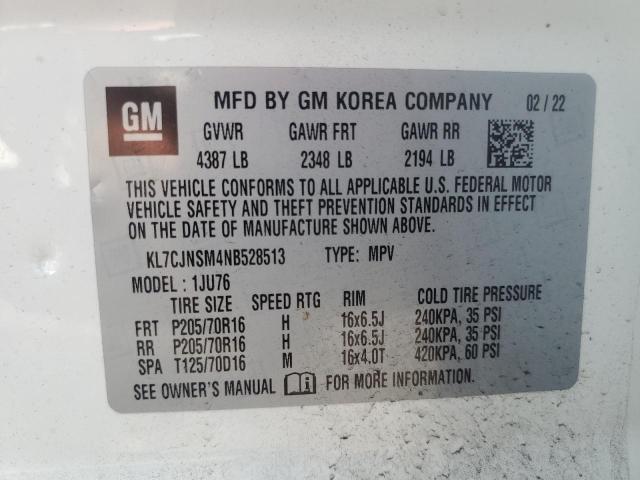 GM MFD BY GM KOREA COMPANY 02 / 22
GVWR GAWR FRT GAWR RR
4387 LB 2348 LB 2194 LB
THIS VEHICLE CONFORMS TO ALL APPLICABLE U.S. FEDERAL MOTOR
VEHICLE SAFETY AND THEFT PREVENTION STANDARDS IN EFFECT
ON THE DATE OF MANUFACTURE SHOWN ABOVE.
KL7CJNSM4NB528513 TYPE: MPV
MODEL : 1JU76
TIRE SIZE SPEED RTG RIM COLD TIRE PRESSURE
FRT P205/70R16 H 16x6.5J 240KPA, 35 PSI
RR P205/70R16 H 16x6.5J 240KPA, 35 PSI
SPA T125/70D16 M 16x4.0T 420KPA, 60 PSI
SEE OWNER'S MANUAL FOR MORE INFORMATION.